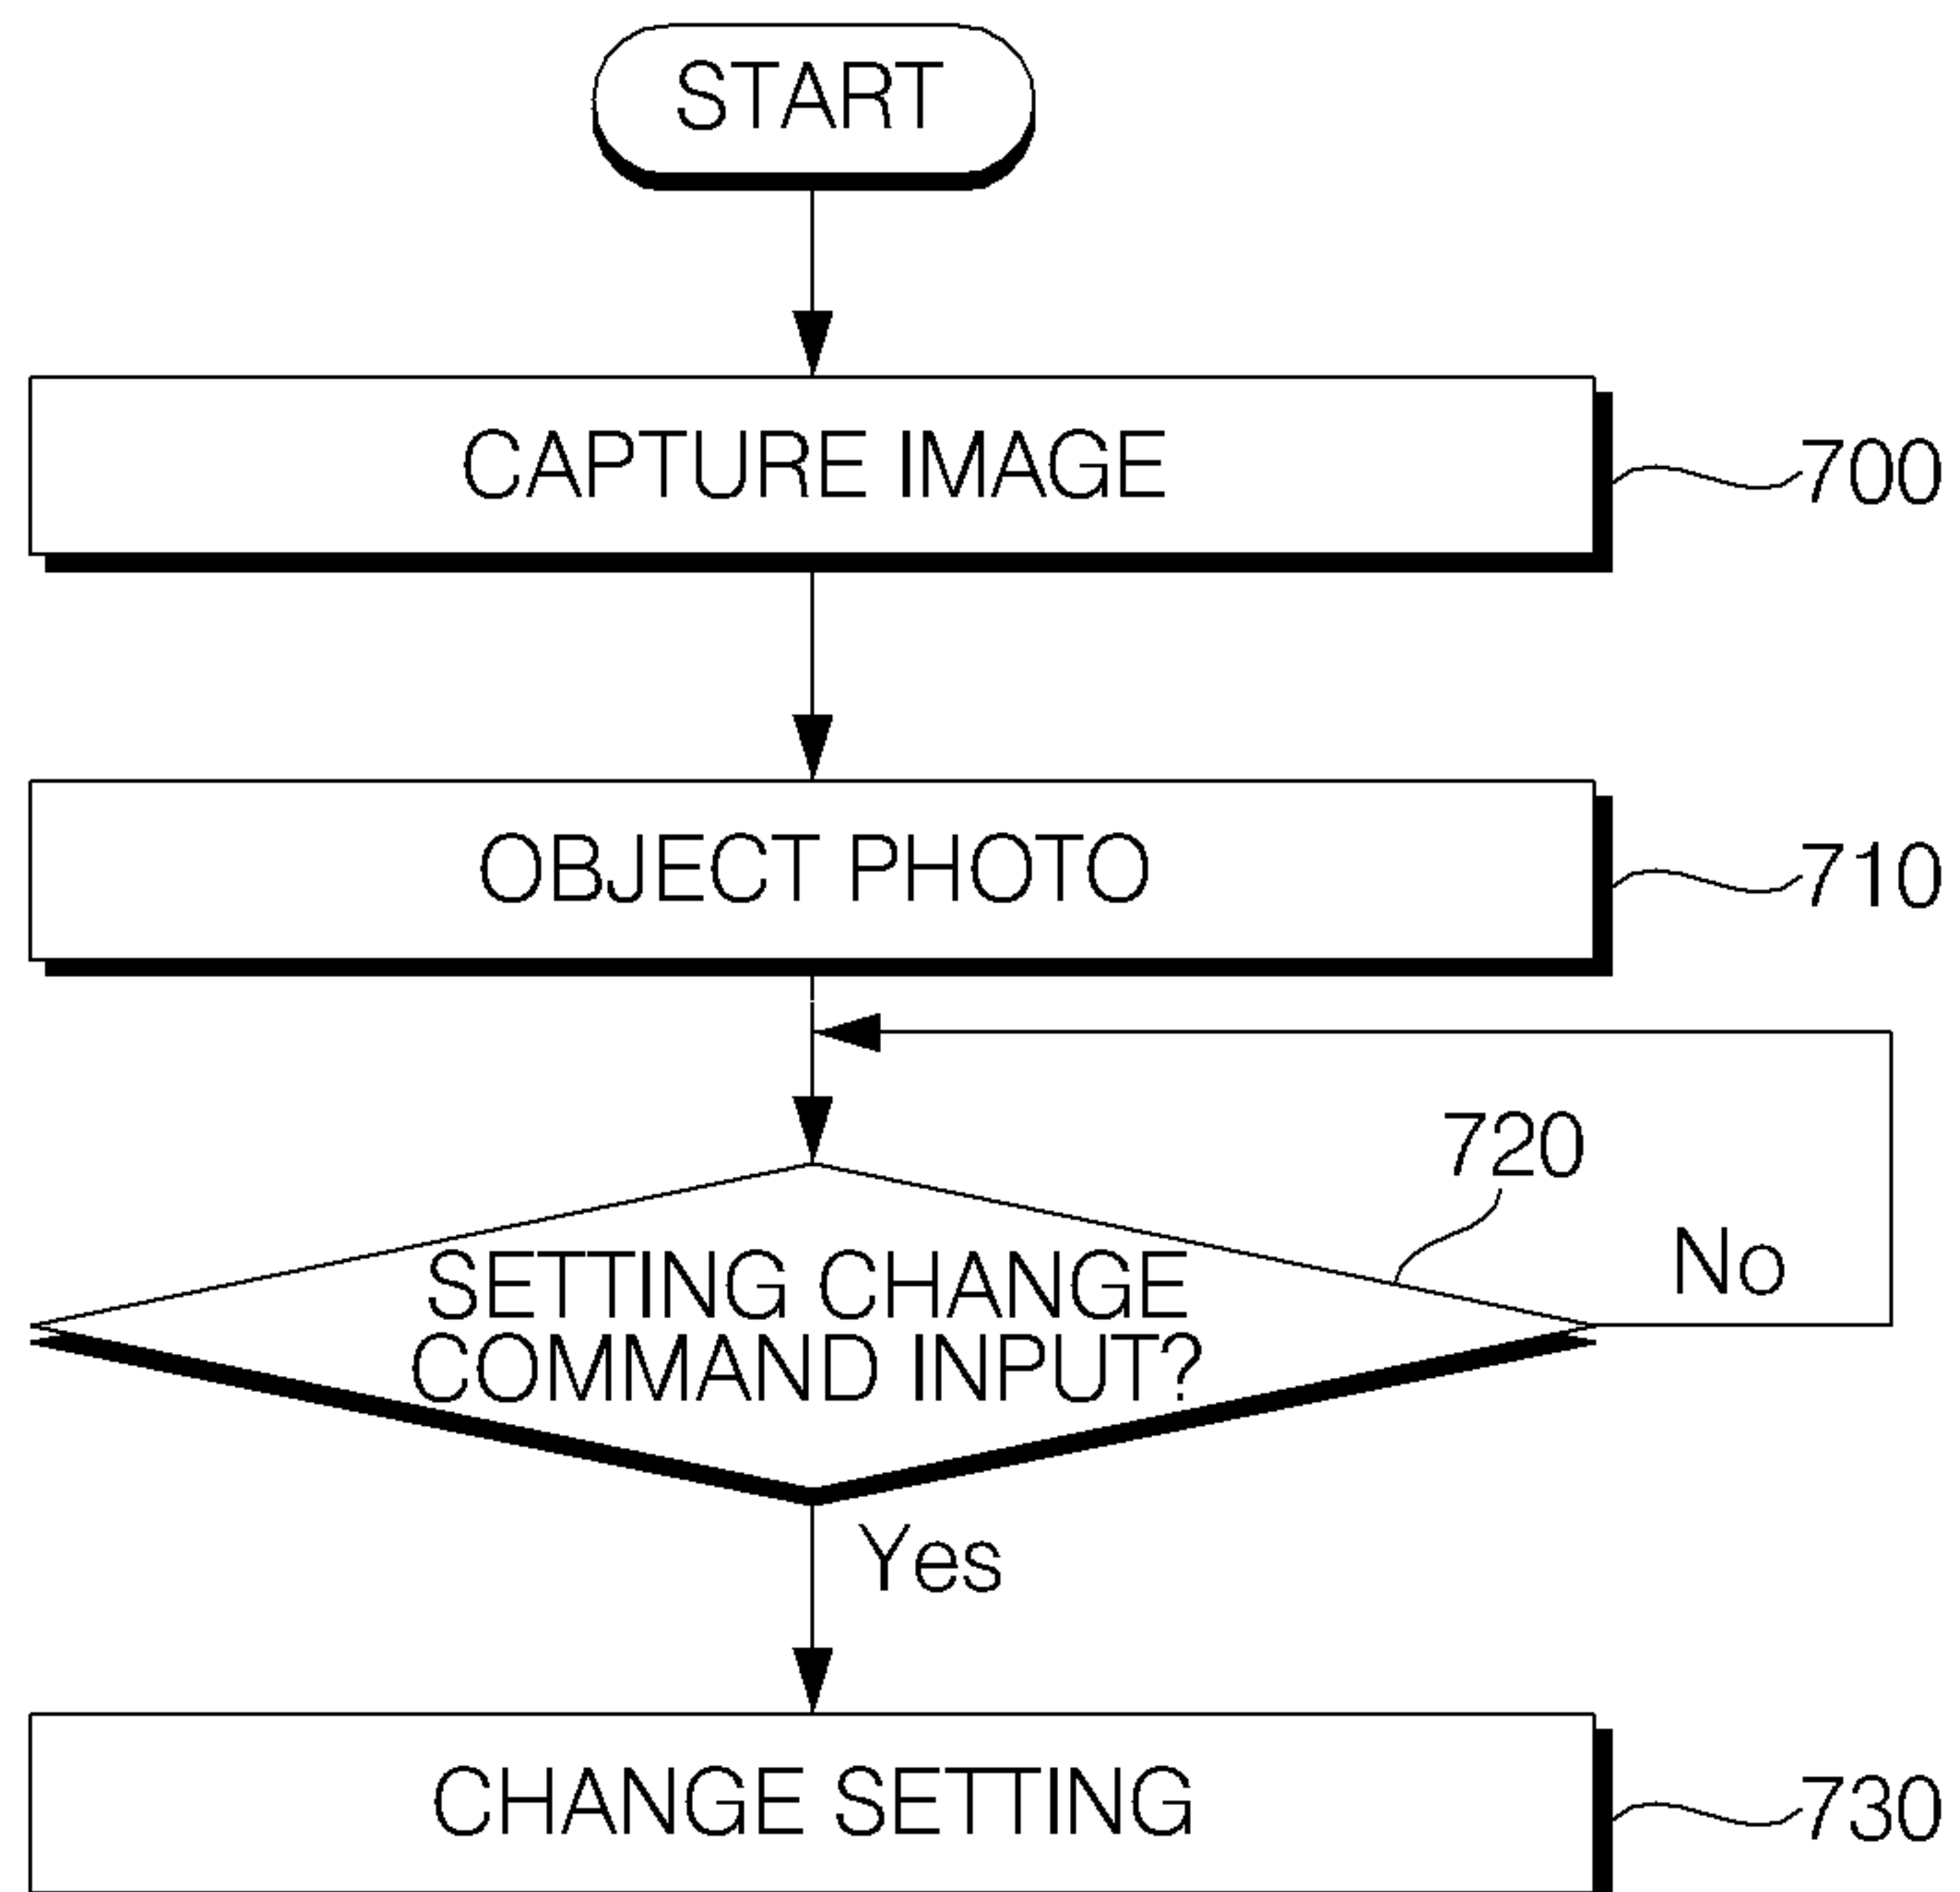 START
CAPTURE IMAGE
700
OBJECT PHOTO
710
720
No
SETTING CHANGE
COMMAND INPUT?
Yes
CHANGE SETTING
730